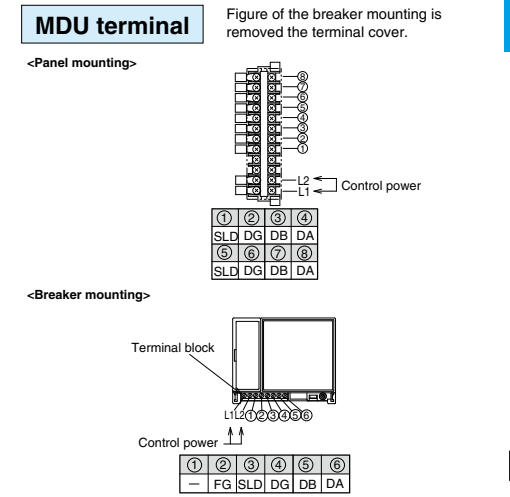 MDU terminal
Figure of the breaker mounting is
removed the terminal cover.
<Panel mounting>
⑧
⑦
⑥
⑤
④
③
②
①
L2
L1
Control power
① ② ③ ④
SLD DG DB DA
⑤ ⑥ ⑦ ⑧
SLD DG DB DA
<Breaker mounting>
Terminal block
L1L2①②③④⑤⑥
Control power
① ② ③ ④ ⑤ ⑥
— FG SLD DG DB DA